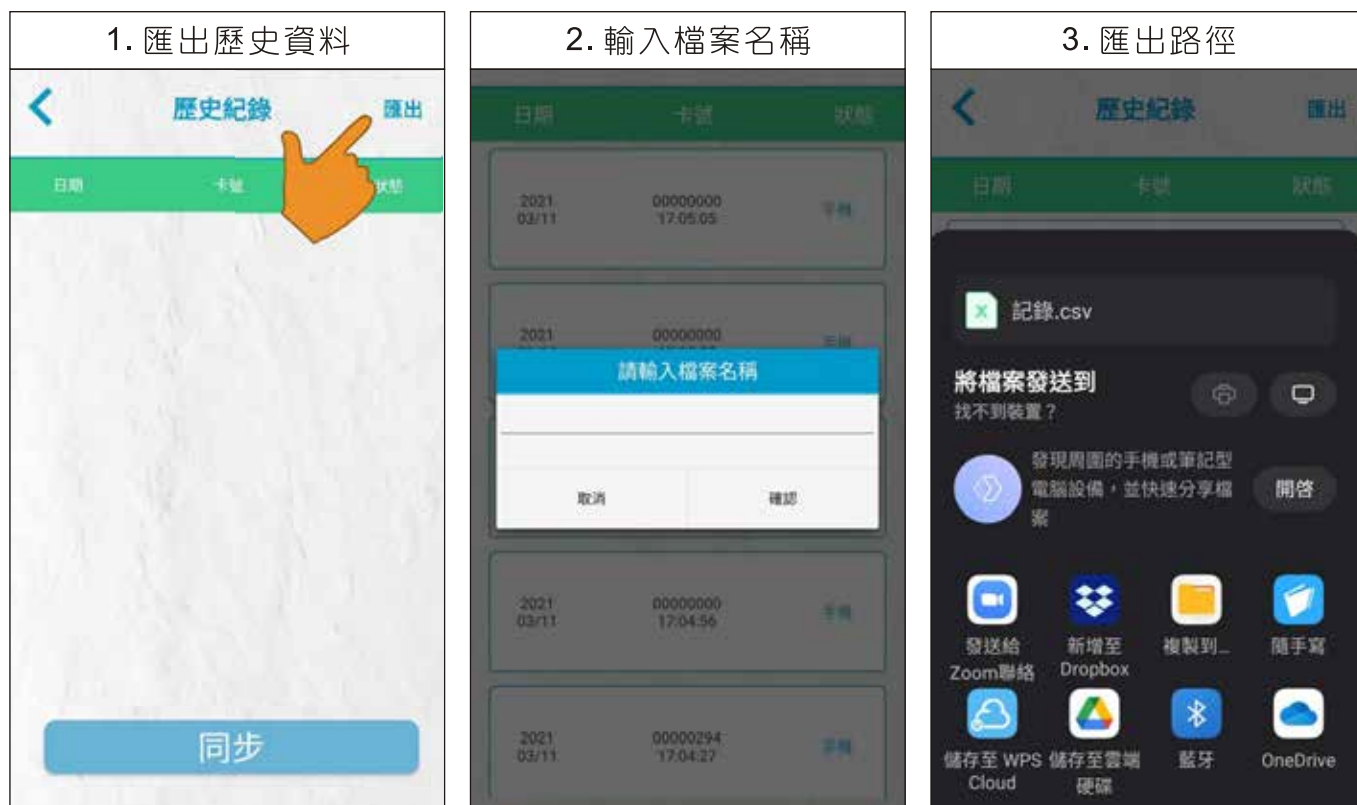 1. 匯出歷史資料
歷史紀錄
匯出
日期
卡號
狀態
同步
2. 輸入檔案名稱
日期
卡號
狀態
2021
03/11
00000000
17:05:05
手機
2021
00000000
手機
請輸入檔案名稱
取消
確認
2021
03/11
00000000
17:04:56
手機
2021
03/11
00000294
17:04:27
手機
3. 匯出路徑
歷史紀錄
匯出
日期
卡號
狀態
記錄.csv
將檔案發送到
找不到裝置?
發現周圍的手機或筆記型
電腦設備,並快速分享檔
案
開啓
發送給
Zoom聯絡
新增至
Dropbox
複製到...
隨手寫
儲存至 WPS
Cloud
儲存至雲端
硬碟
藍牙
OneDrive